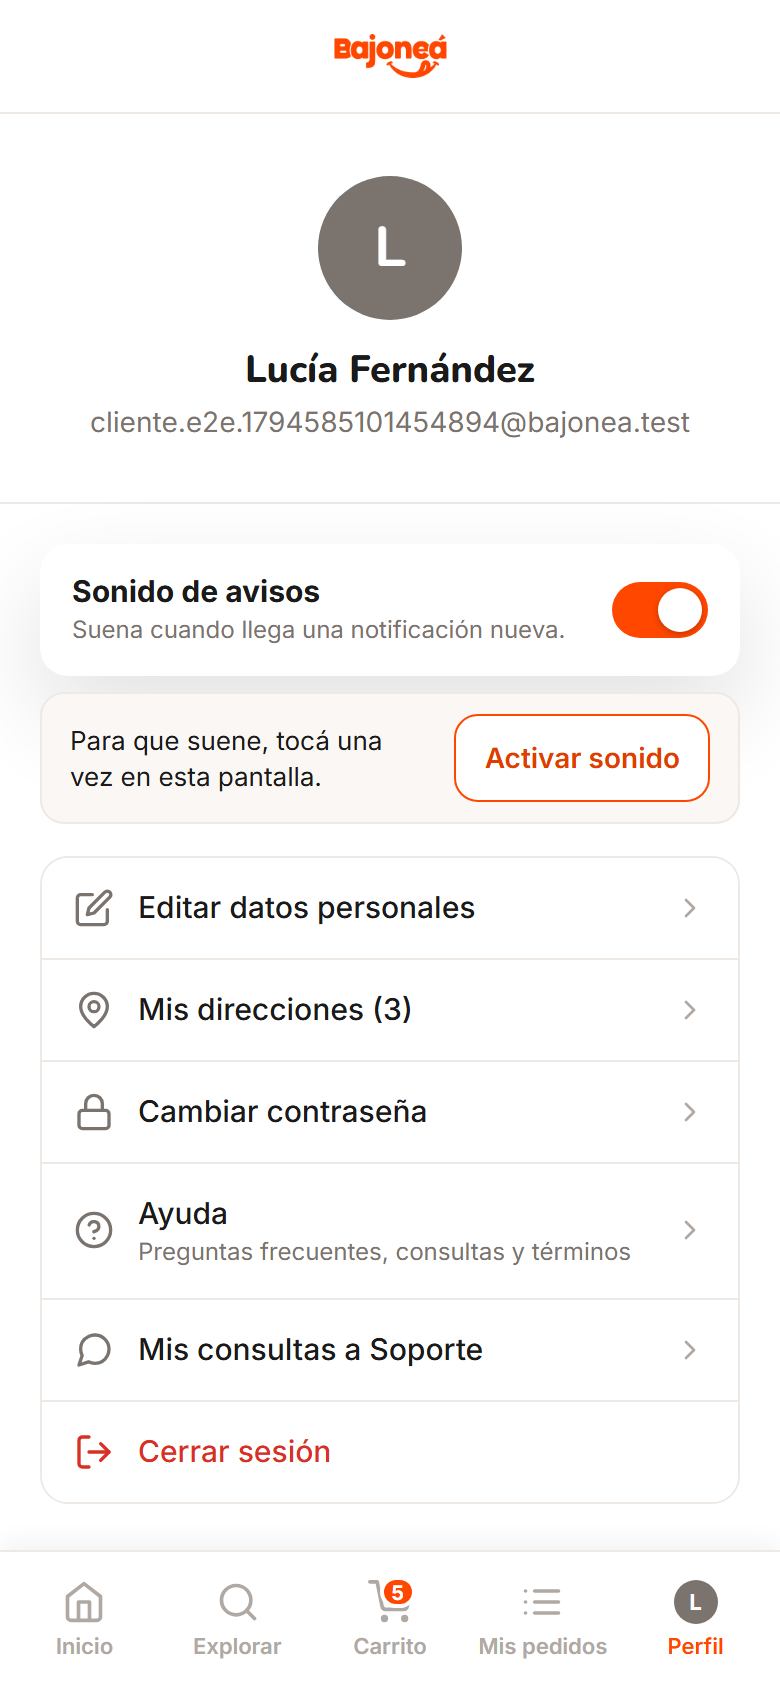 Bajoneá
L
Lucía Fernández
cliente.e2e.1794585101454894@bajonea.test
Sonido de avisos
Suena cuando llega una notificación nueva.
Para que suene, tocá una
vez en esta pantalla.
Activar sonido
Editar datos personales
Mis direcciones (3)
Cambiar contraseña
Ayuda
Preguntas frecuentes, consultas y términos
Mis consultas a Soporte
Cerrar sesión
5
L
Inicio
Explorar
Carrito
Mis pedidos
Perfil